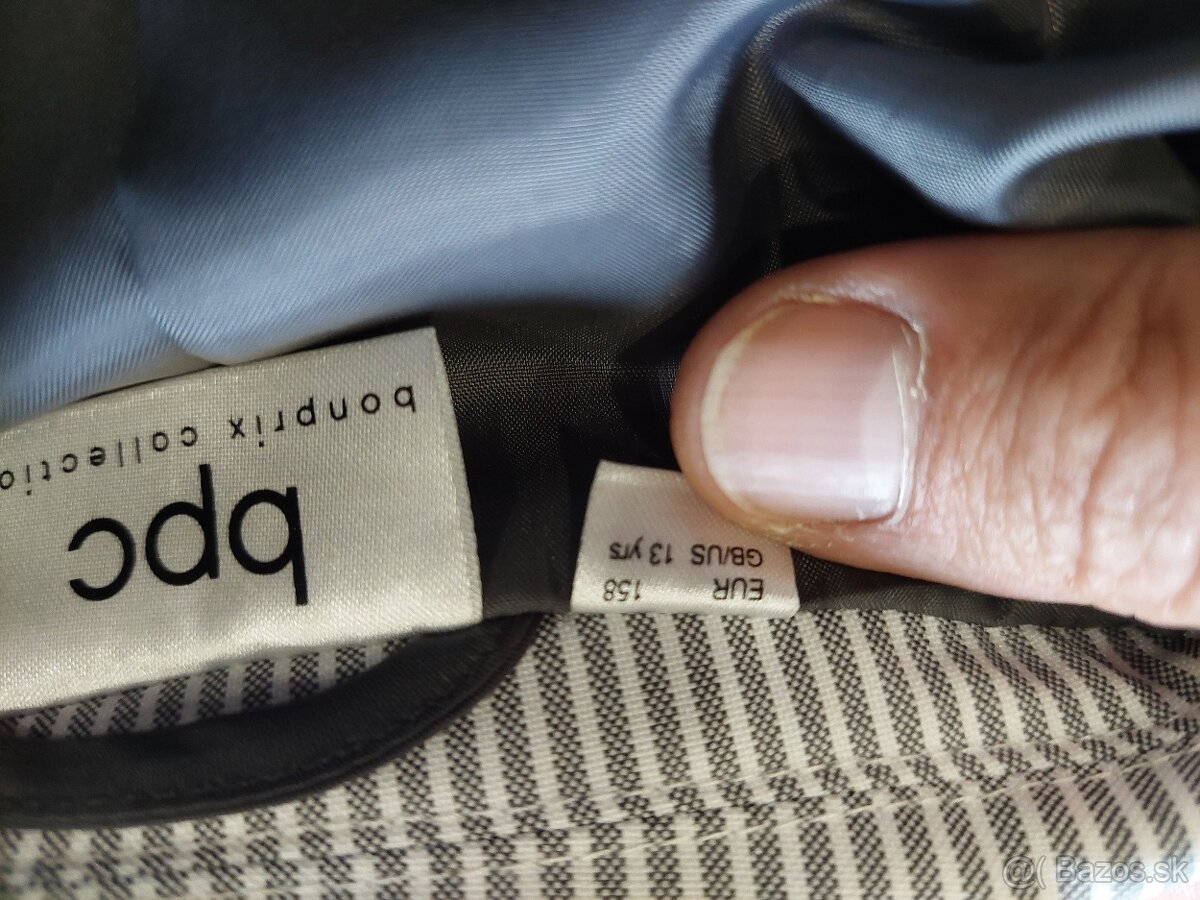 bpc
bonprix collectio
EUR 158
GB/US 13 yrs
@( Bazos.sk